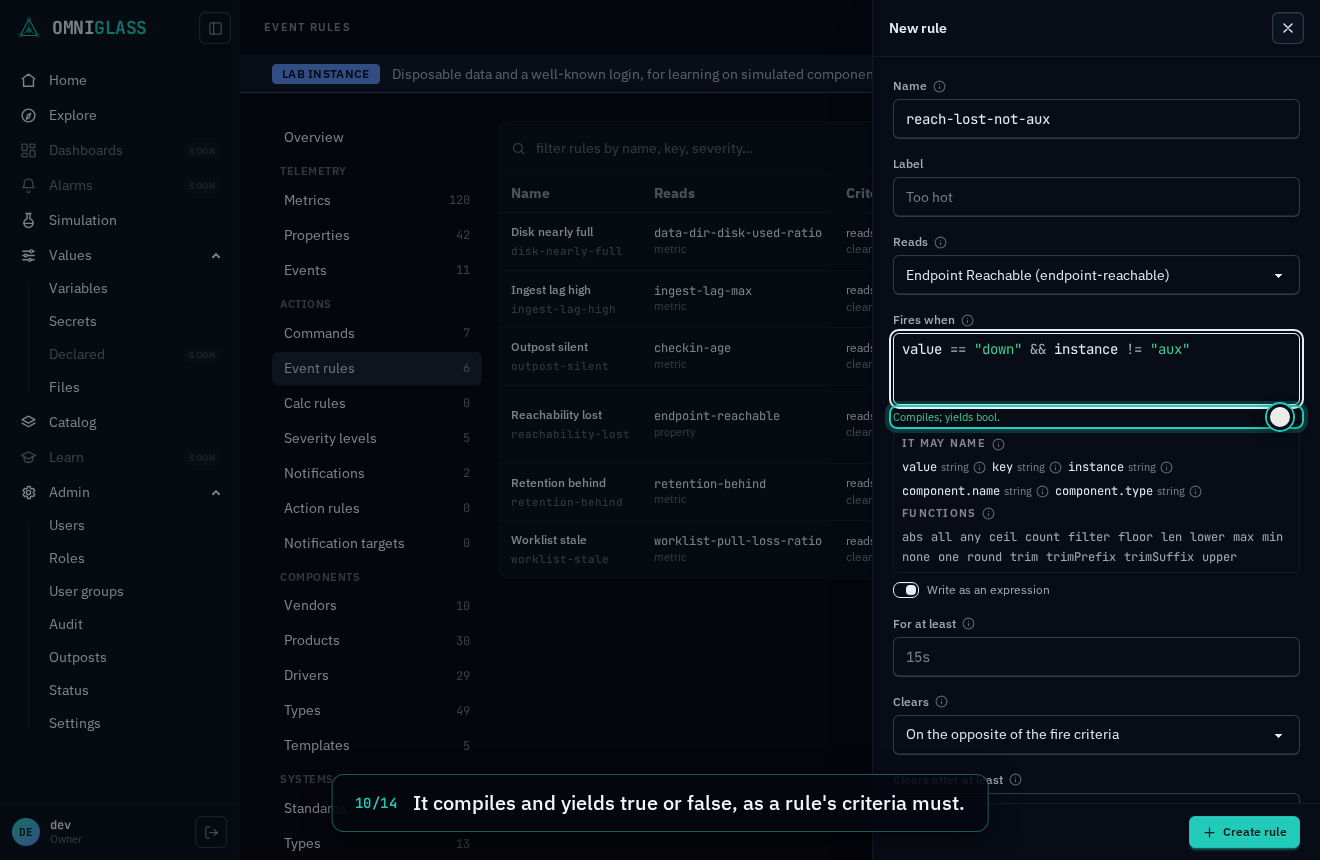 OMNIGLASS
Home
Explore
Dashboards SOON
Alarms SOON
Simulation
Values
Variables
Secrets
Declared SOON
Files
Catalog
Learn SOON
Admin
Users
Roles
User groups
Audit
Outposts
Status
Settings
DE dev
Owner
EVENT RULES
LAB INSTANCE Disposable data and a well-known login, for learning on simulated componen
Overview
TELEMETRY
Metrics 120
Properties 42
Events 11
ACTIONS
Commands 7
Event rules 6
Calc rules 0
Severity levels 5
Notifications 2
Action rules 0
Notification targets 0
COMPONENTS
Vendors 10
Products 30
Drivers 29
Types 49
Templates 5
SYSTEMS
Standar
Types 13
filter rules by name, key, severity...
Name Reads Crite
Disk nearly full data-dir-disk-used-ratio reads
disk-nearly-full metric clear
Ingest lag high ingest-lag-max reads
ingest-lag-high metric clear
Outpost silent checkin-age reads
outpost-silent metric clear
Reachability lost endpoint-reachable reads
reachability-lost property clear
Retention behind retention-behind reads
retention-behind metric clear
Worklist stale worklist-pull-loss-ratio reads
worklist-stale metric clear
New rule
Name
reach-lost-not-aux
Label
Too hot
Reads
Endpoint Reachable (endpoint-reachable)
Fires when
value == "down" && instance != "aux"
Compiles; yields bool.
IT MAY NAME
value string key string instance string
component.name string component.type string
FUNCTIONS
abs all any ceil count filter floor len lower max min
none one round trim trimPrefix trimSuffix upper
Write as an expression
For at least
15s
Clears
On the opposite of the fire criteria
Clears after at least
10/14 It compiles and yields true or false, as a rule's criteria must.
Create rule